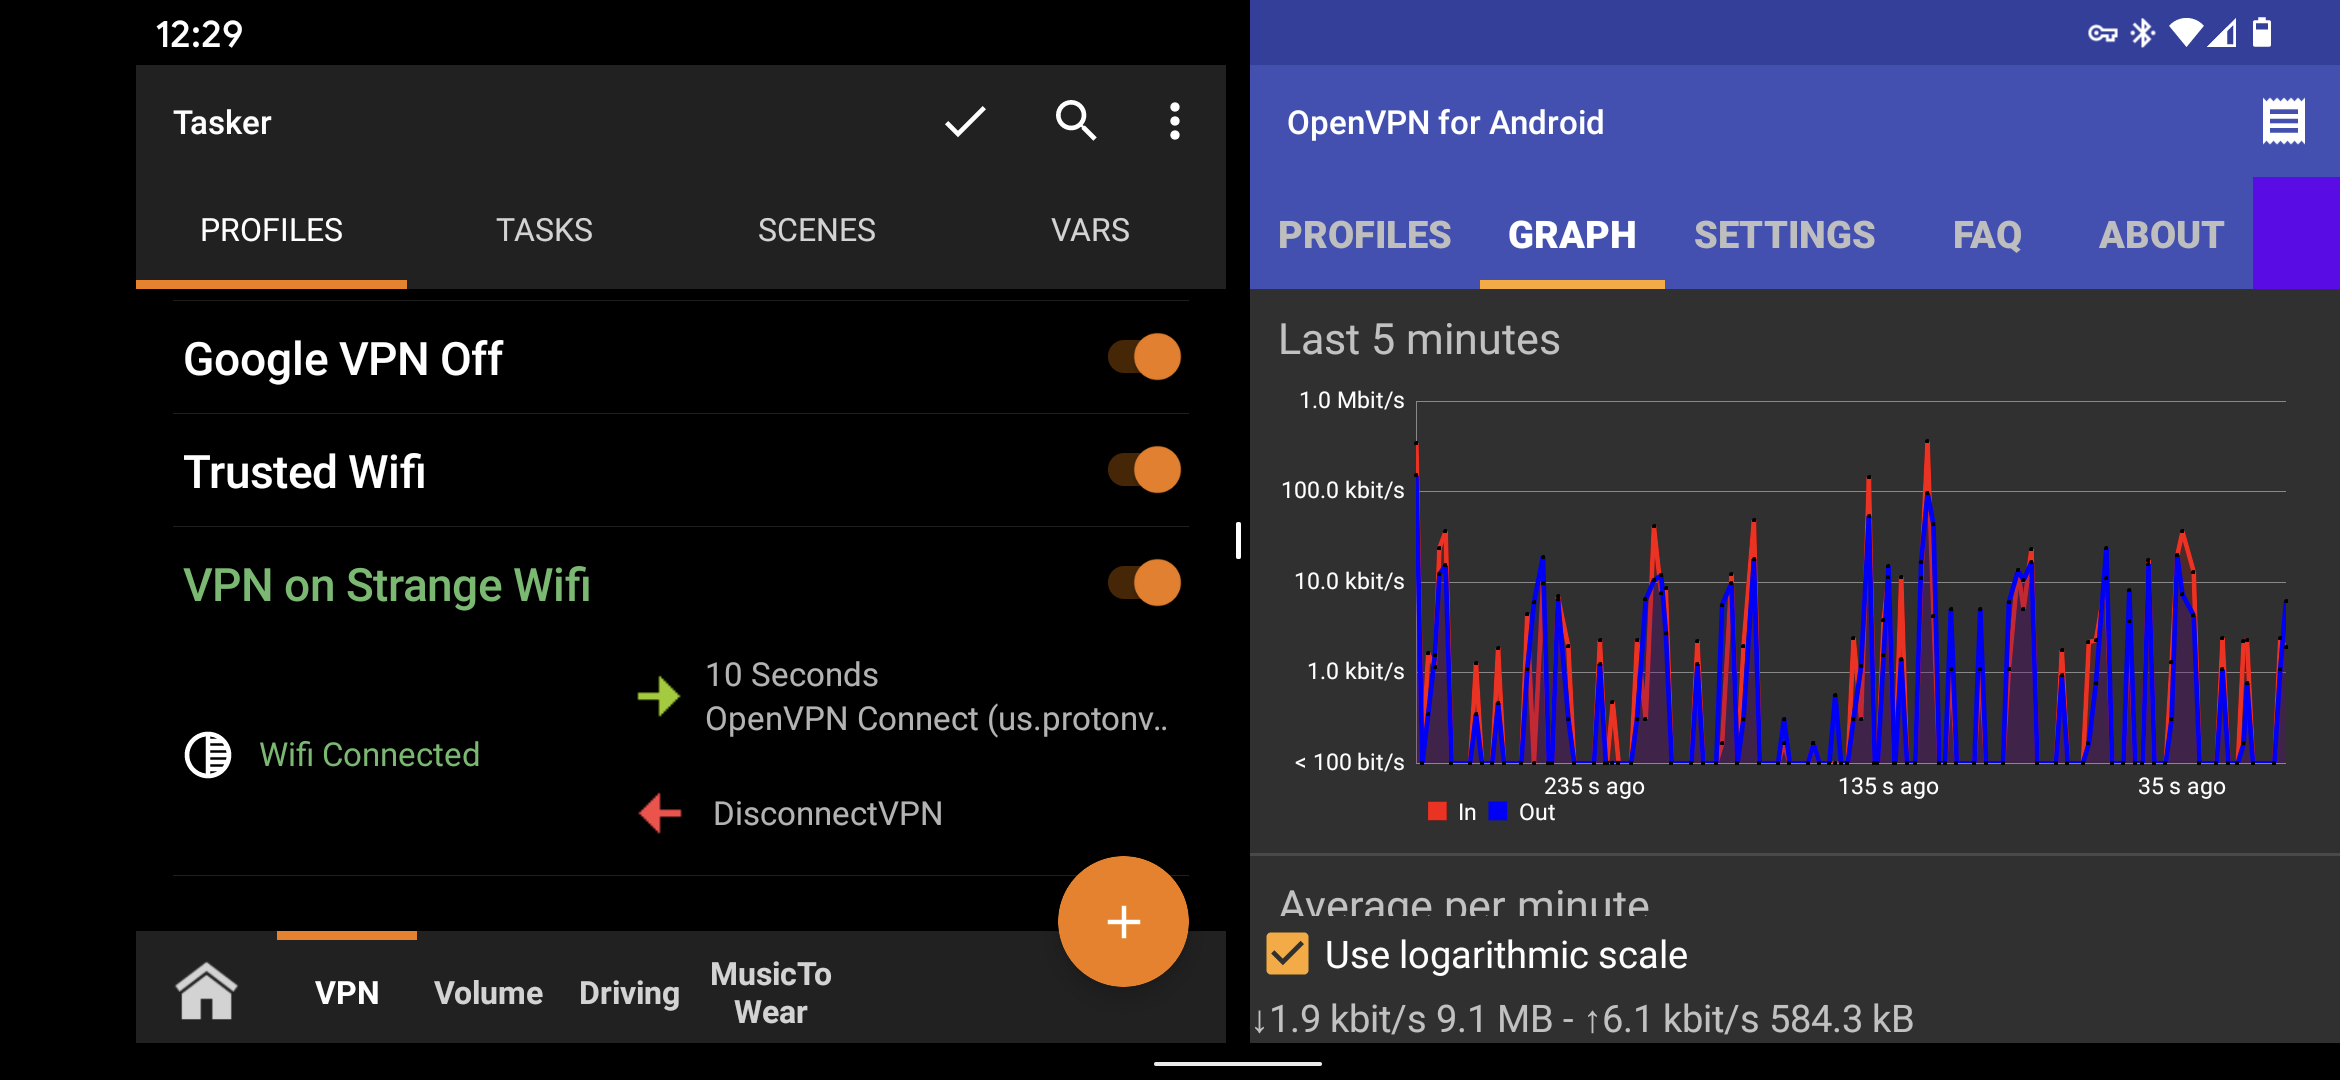 12:29
Tasker
PROFILES TASKS SCENES VARS
Google VPN Off
Trusted Wifi
VPN on Strange Wifi
10 Seconds
OpenVPN Connect (us.protonv..
Wifi Connected
DisconnectVPN
VPN Volume Driving MusicTo
Wear
OpenVPN for Android
PROFILES GRAPH SETTINGS FAQ ABOUT
Last 5 minutes
1.0 Mbit/s
100.0 kbit/s
10.0 kbit/s
1.0 kbit/s
< 100 bit/s
235 s ago 135 s ago 35 s ago
In Out
Average per minute
Use logarithmic scale
↓1.9 kbit/s 9.1 MB - ↑6.1 kbit/s 584.3 kB